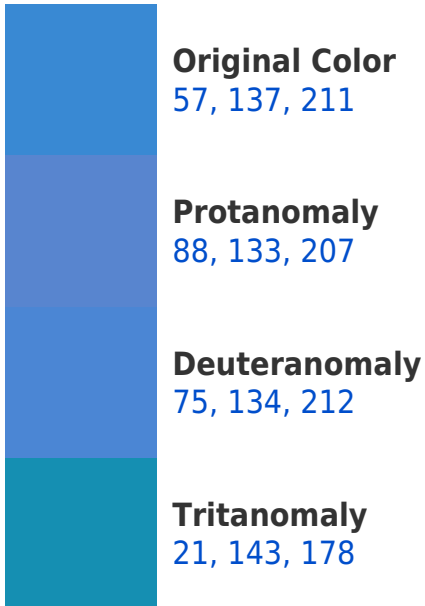 Original Color
57, 137, 211
Protanomaly
88, 133, 207
Deuteranomaly
75, 134, 212
Tritanomaly
21, 143, 178